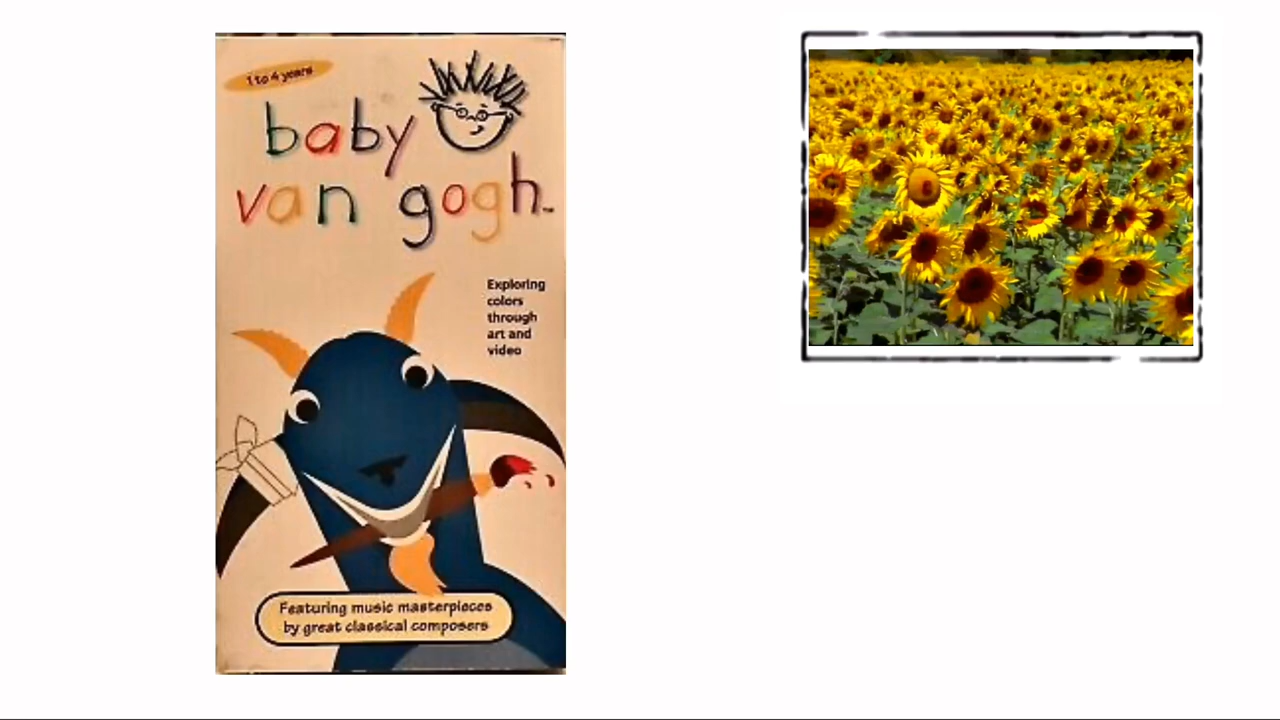 1 to 4 years
baby
van gogh™
Exploring
colors
through
art and
video
Featuring music masterpieces
by great classical composers